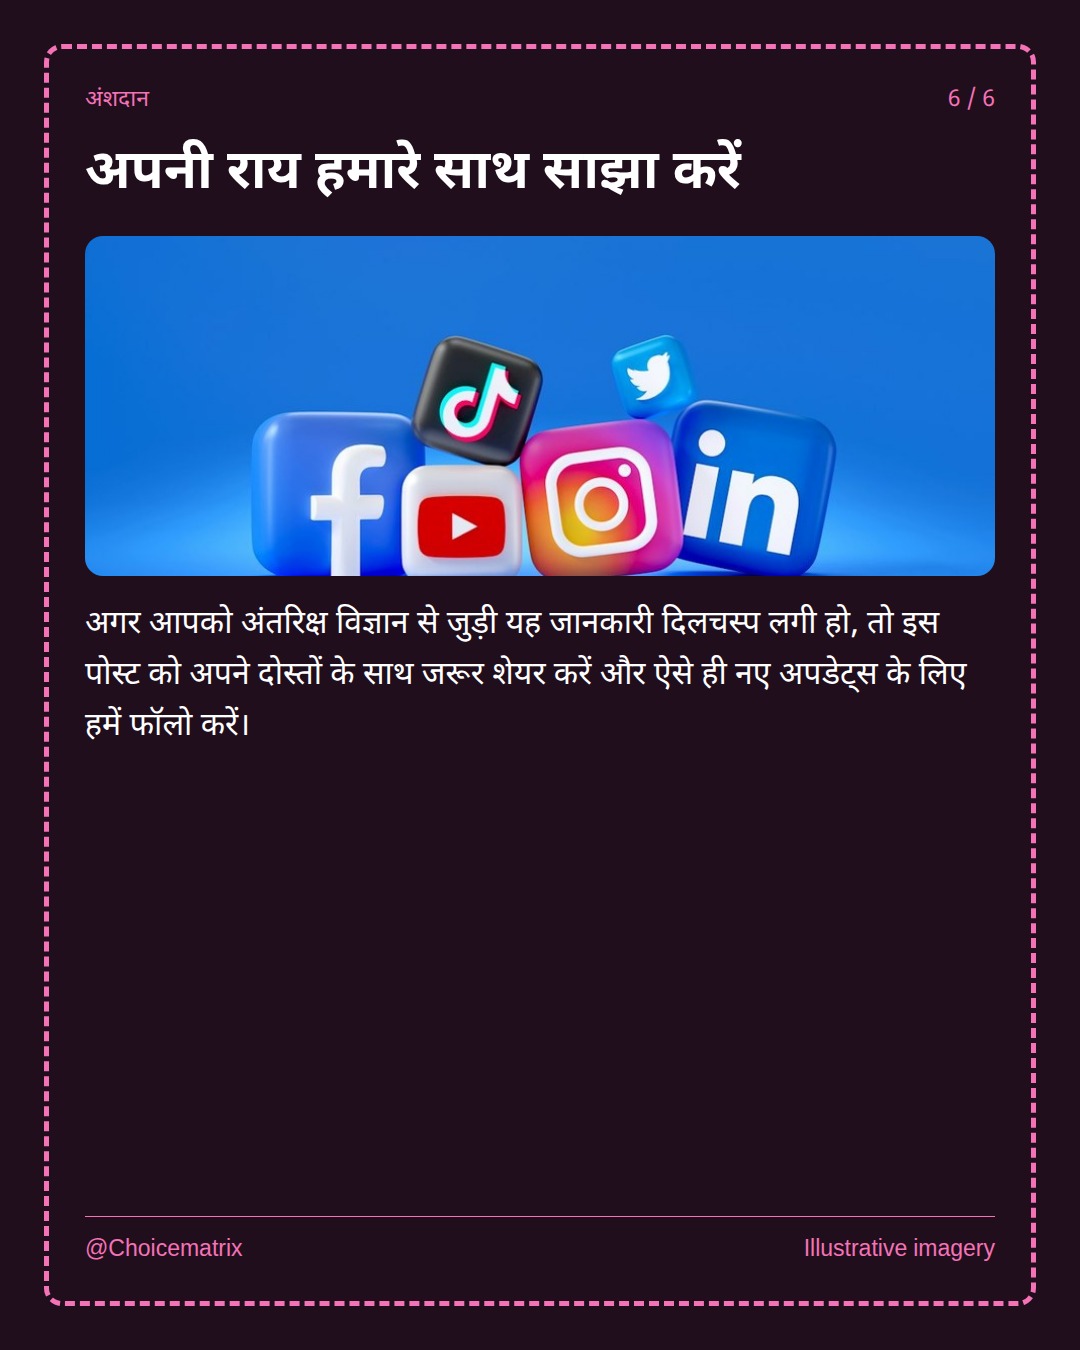 अंशदान
6 / 6
अपनी राय हमारे साथ साझा करें
in
अगर आपको अंतरिक्ष विज्ञान से जुड़ी यह जानकारी दिलचस्प लगी हो, तो इस
पोस्ट को अपने दोस्तों के साथ जरूर शेयर करें और ऐसे ही नए अपडेट्स के लिए
हमें फॉलो करें।
@Choicematrix
Illustrative imagery